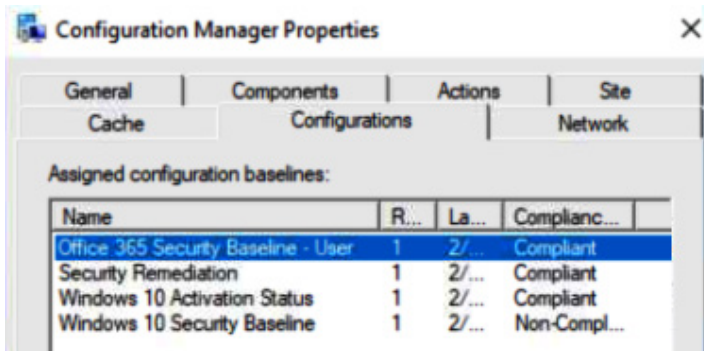 Configuration Manager Properties
General Components Actions Site
Cache Configurations Network
Assigned configuration baselines:
Name R... La... Complianc...
Office 365 Security Baseline - User 1 2/... Compliant
Security Remediation 1 2/... Compliant
Windows 10 Activation Status 1 2/... Compliant
Windows 10 Security Baseline 1 2/... Non-Compl...